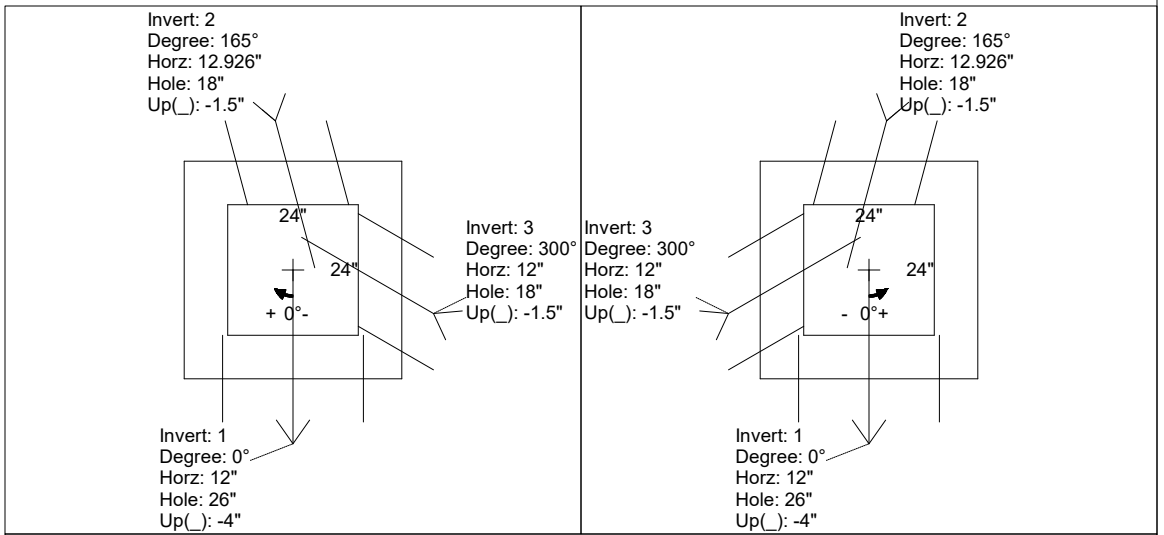 Invert: 2
Degree: 165°
Horz: 12.926"
Hole: 18"
Up(_): -1.5"
24"
24"
+ 0°-
Invert: 3
Degree: 300°
Horz: 12"
Hole: 18"
Up(_): -1.5"
Invert: 1
Degree: 0°
Horz: 12"
Hole: 26"
Up(_): -4"
Invert: 2
Degree: 165°
Horz: 12.926"
Hole: 18"
Up(_): -1.5"
Invert: 3
Degree: 300°
Horz: 12"
Hole: 18"
Up(_): -1.5"
24"
24"
- 0°+
Invert: 1
Degree: 0°
Horz: 12"
Hole: 26"
Up(_): -4"